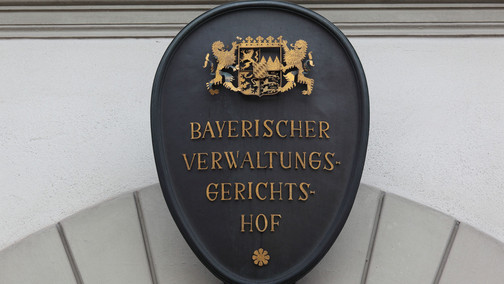 BAYERISCHER
VERWALTUNGS-
GERICHTS-
HOF